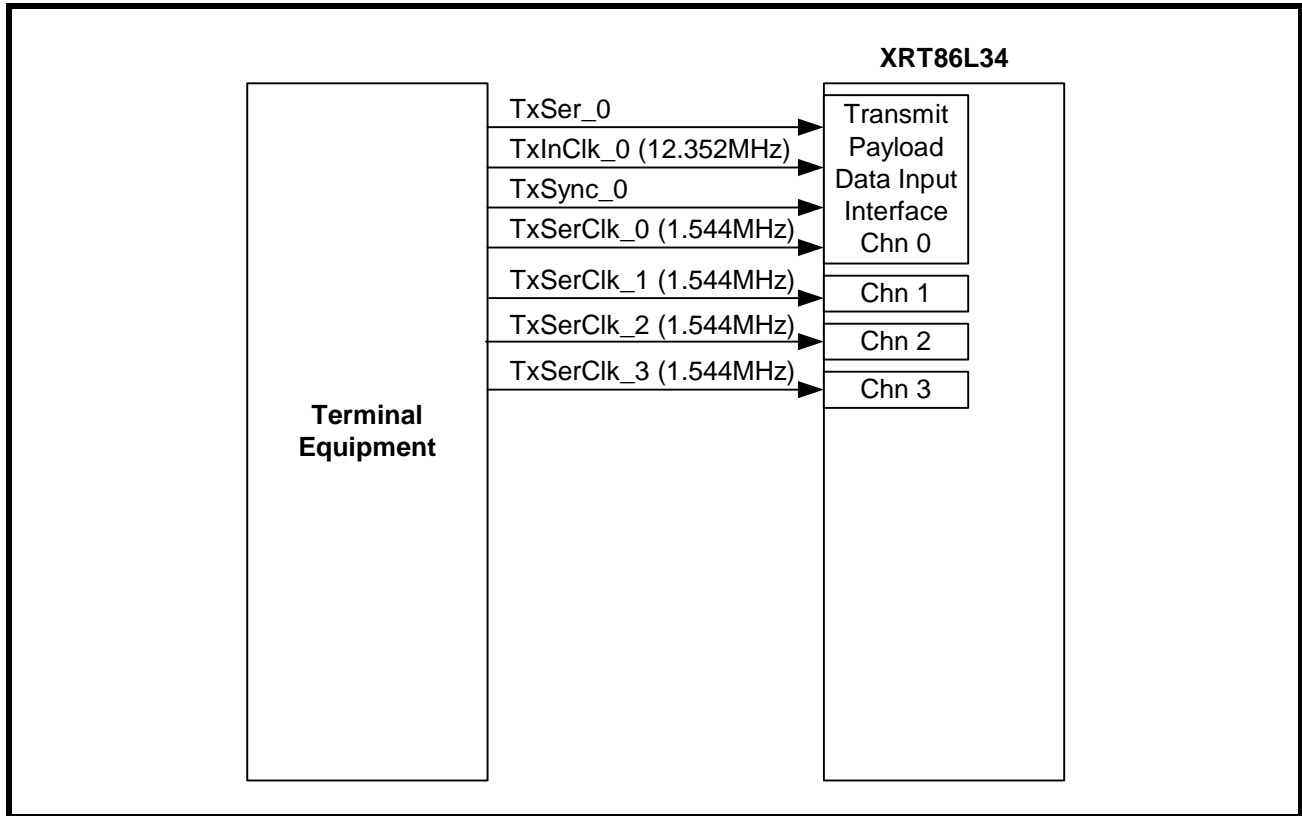 XRT86L34
TxSer_0
TxInClk_0 (12.352MHz)
TxSync_0
TxSerClk_0 (1.544MHz)
TxSerClk_1 (1.544MHz)
TxSerClk_2 (1.544MHz)
TxSerClk_3 (1.544MHz)
Terminal
Equipment
Transmit
Payload
Data Input
Interface
Chn 0
Chn 1
Chn 2
Chn 3